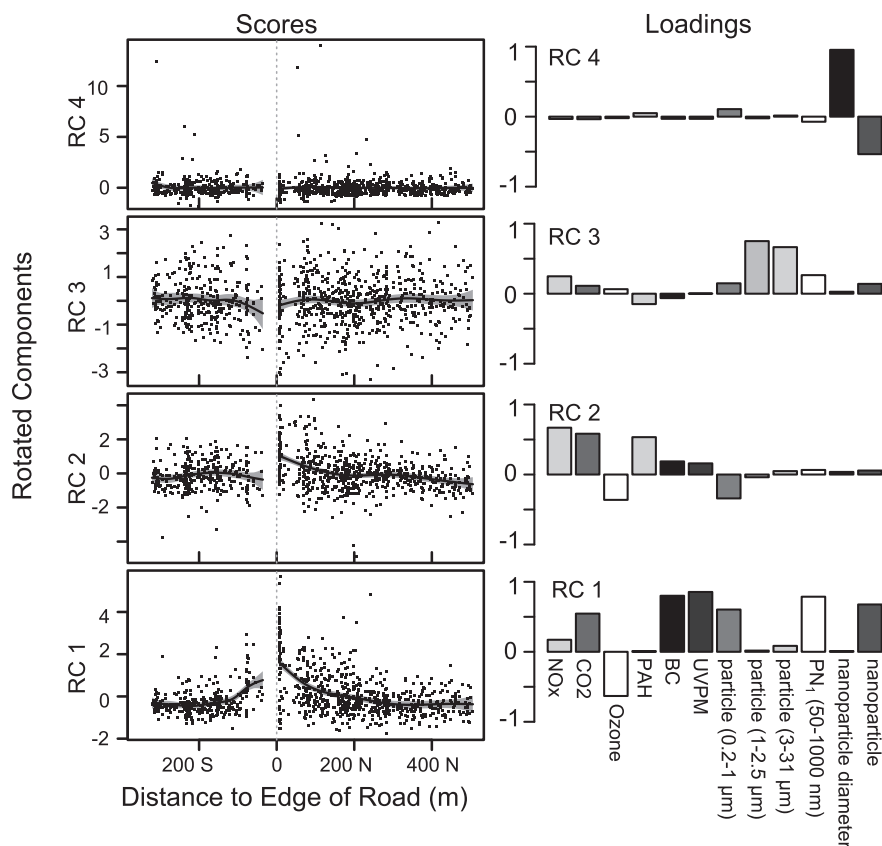 Scores
Loadings
Rotated Components
RC 4
10
5
0
RC 4
1
0
-1
RC 3
3
1
-1
-3
RC 3
1
0
-1
RC 2
2
0
-2
RC 2
1
0
-1
RC 1
4
2
0
-2
RC 1
1
0
-1
200 S
0
200 N
400 N
Distance to Edge of Road (m)
NOx
CO2
Ozone
PAH
BC
UVPM
particle (0.2-1 µm)
particle (1-2.5 µm)
particle (3-31 µm)
PN₁ (50-1000 nm)
nanoparticle diameter
nanoparticle